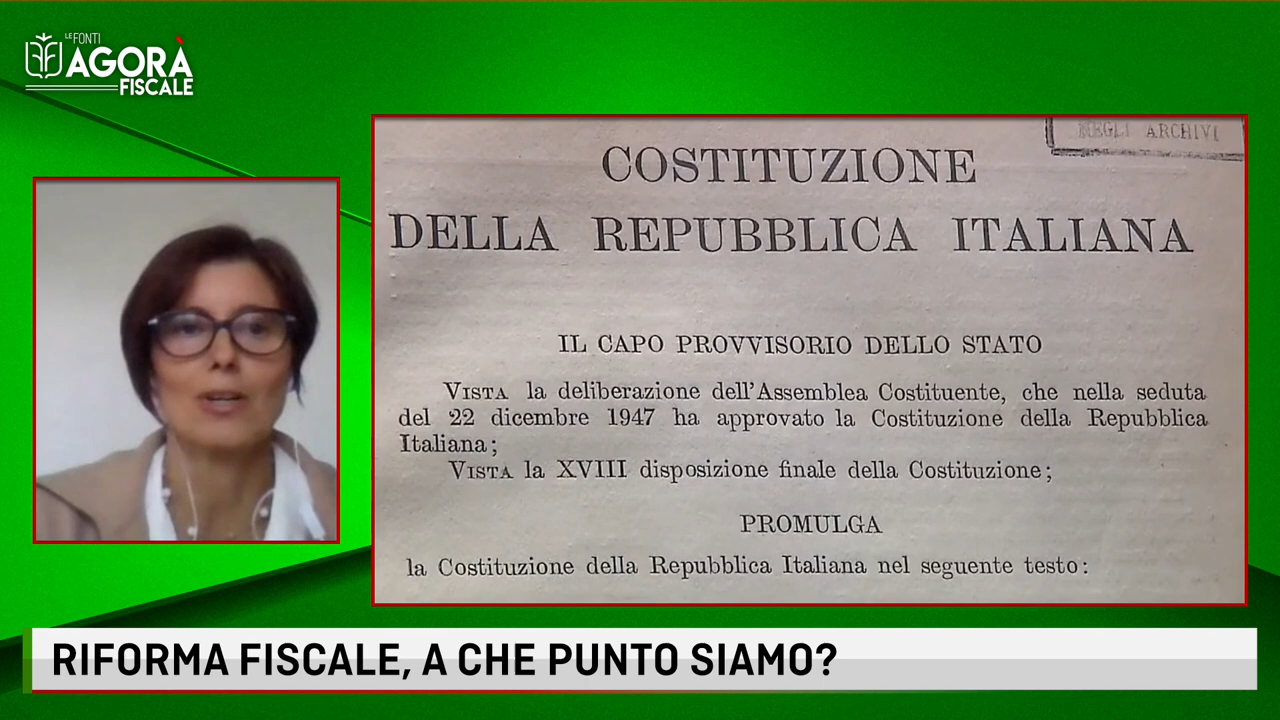 LE FONTI
AGORÀ
FISCALE
NEGLI ARCHIVI
COSTITUZIONE
DELLA REPUBBLICA ITALIANA
IL CAPO PROVVISORIO DELLO STATO
VISTA la deliberazione dell'Assemblea Costituente, che nella seduta
del 22 dicembre 1947 ha approvato la Costituzione della Repubblica
Italiana;
VISTA la XVIII disposizione finale della Costituzione;
PROMULGA
la Costituzione della Repubblica Italiana nel seguente testo:
RIFORMA FISCALE, A CHE PUNTO SIAMO?